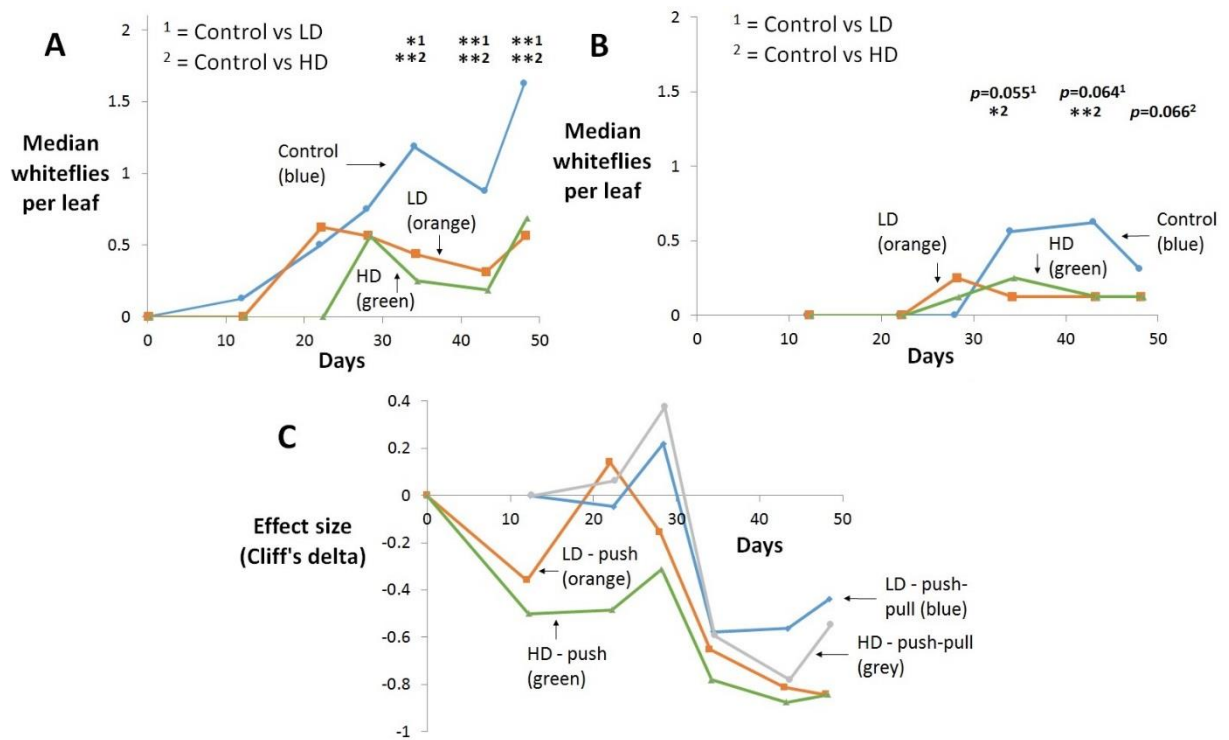 A
¹ = Control vs LD
² = Control vs HD
*1 **1 **1
**2 **2 **2
2
1.5
1
0.5
0
Median
whiteflies
per leaf
Control
(blue)
LD
(orange)
HD
(green)
0 10 20 30 40 50
Days
B
¹ = Control vs LD
² = Control vs HD
p=0.055¹ p=0.064¹
*2 **2 p=0.066²
2
1.5
1
0.5
0
Median
whiteflies
per leaf
LD
(orange)
HD
(green)
Control
(blue)
0 10 20 30 40 50
Days
C
0.4
0.2
0
-0.2
-0.4
-0.6
-0.8
-1
Effect size
(Cliff's delta)
0 10 20 30 40 50
Days
LD - push
(orange)
HD - push
(green)
LD - push-
pull (blue)
HD - push-pull
(grey)